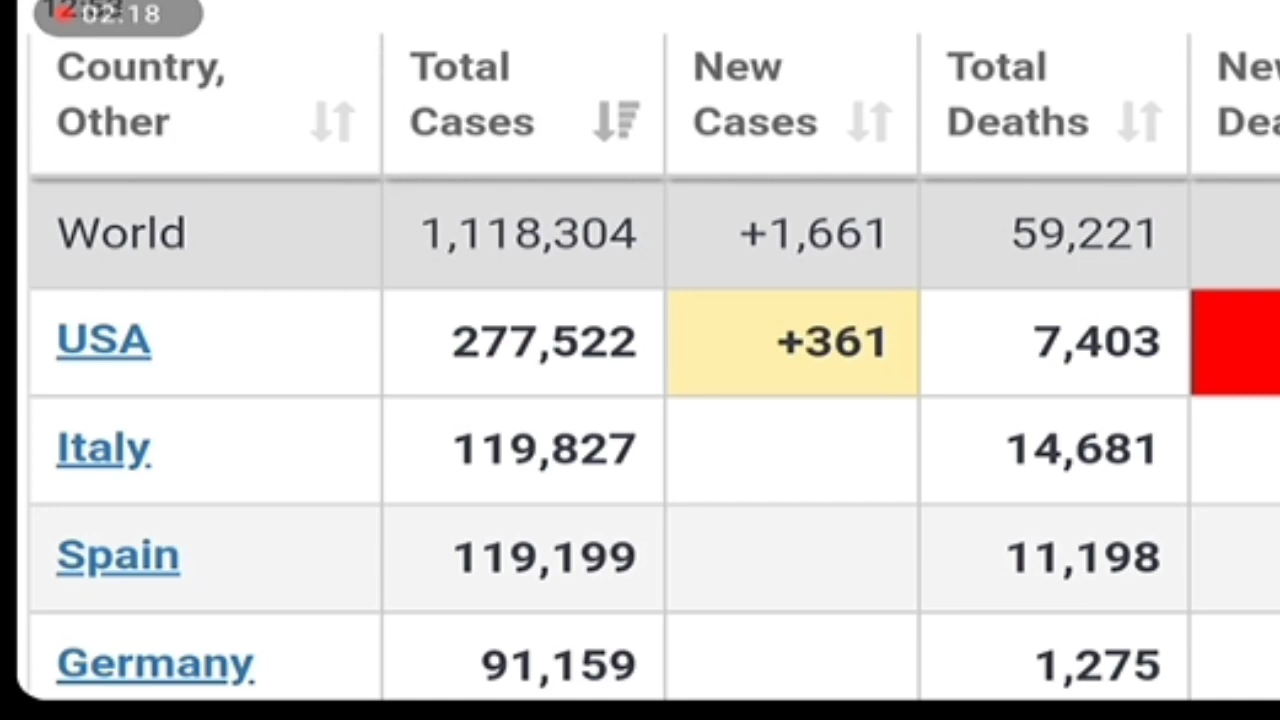 02:18
Country, Total New Total New
Other Cases Cases Deaths
World 1,118,304 +1,661 59,221
USA 277,522 +361 7,403
Italy 119,827 14,681
Spain 119,199 11,198
Germany 91,159 1,275